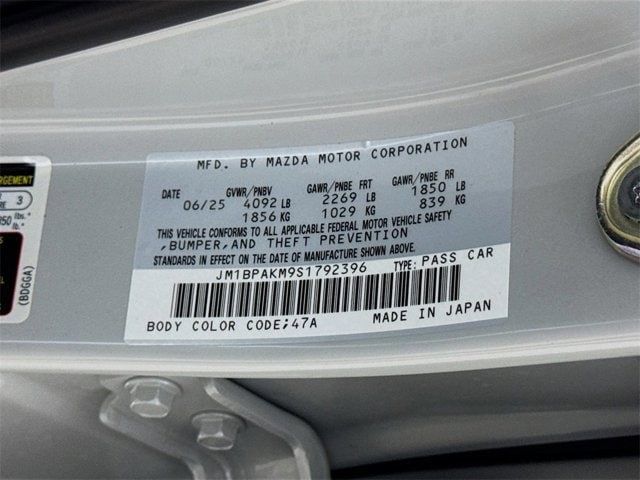 MFD. BY MAZDA MOTOR CORPORATION
DATE GVWR/PNBV GAWR/PNBE FRT GAWR/PNBE RR
06/25 4092 LB 2269 LB 1850 LB
1856 KG 1029 KG 839 KG
THIS VEHICLE CONFORMS TO ALL APPLICABLE FEDERAL MOTOR VEHICLE SAFETY
,BUMPER,AND THEFT PREVENTION
STANDARDS IN EFFECT ON THE DATE OF MANUFACTURE SHOWN ABOVE.
JM1BPAKM9S1792396 TYPE: PASS CAR
BODY COLOR CODE;47A MADE IN JAPAN
3
lbs.
(BDGGA)